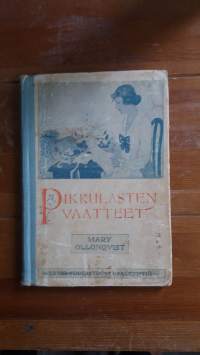 PIKKULASTEN
VAATTEET
MARY
OLLONQVIST